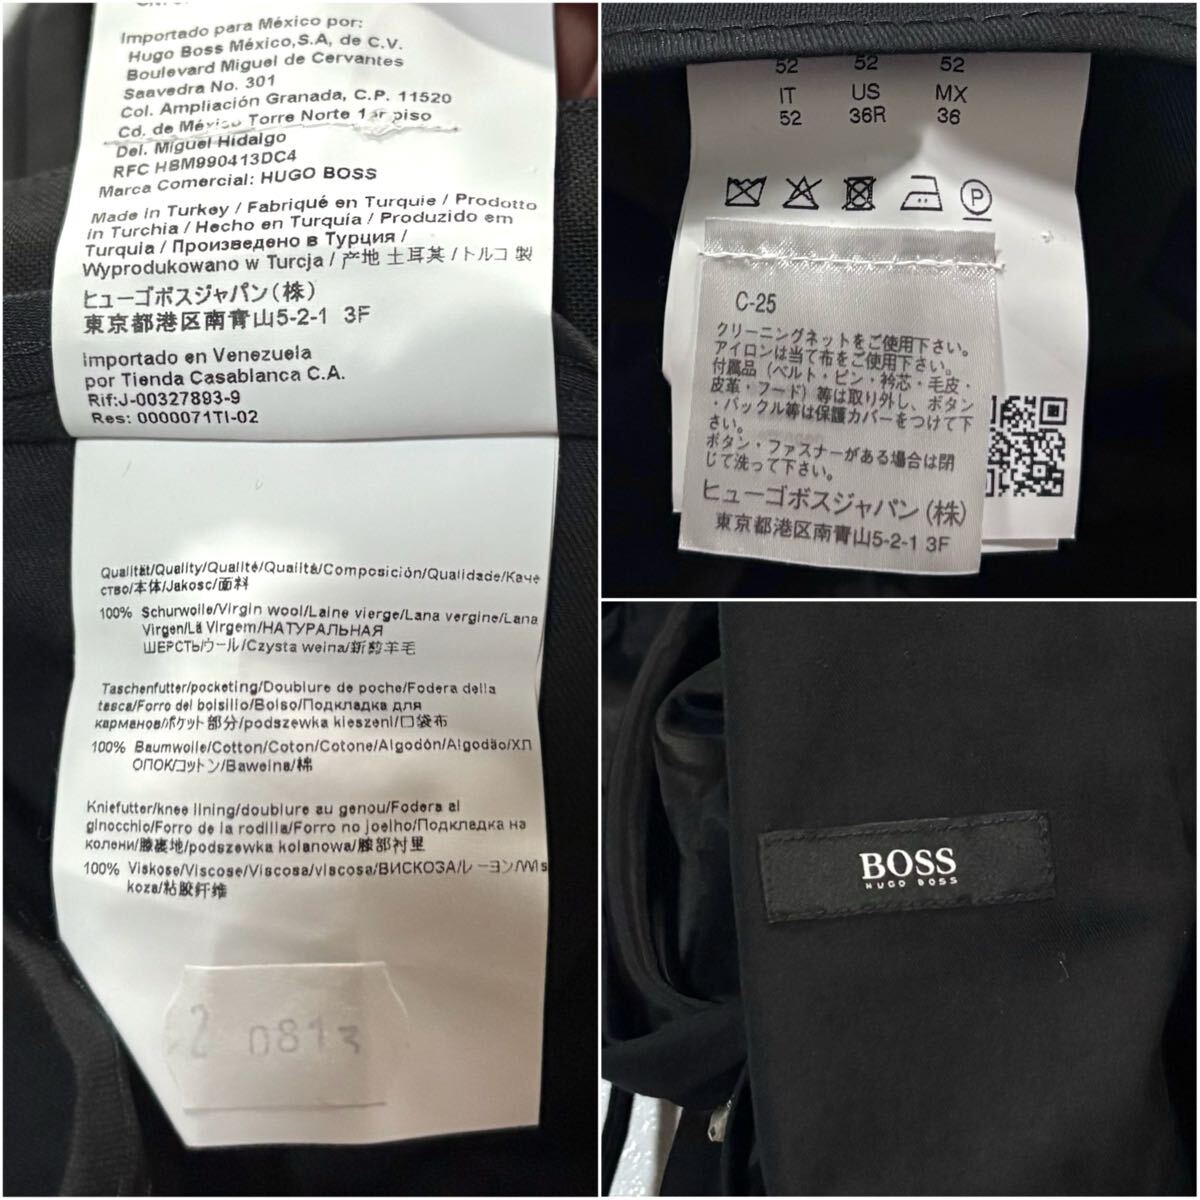 Importado para México por:
Hugo Boss México,S.A, de C.V.
Boulevard Miguel de Cervantes
Saavedra No. 301
Col. Ampliación Granada, C.P. 11520
Cd. de México Torre Norte 1er piso
Del. Miguel Hidalgo
RFC HBM990413DC4
Marca Comercial: HUGO BOSS
Made in Turkey / Fabriqué en Turquie / Prodotto
in Turchia / Hecho en Turquía / Produzido em
Turquia / Произведено в Турции /
Wyprodukowano w Turcja / 产地 土耳其 / トルコ 製
ヒューゴボスジャパン(株)
東京都港区南青山5-2-1 3F
Importado en Venezuela
por Tienda Casablanca C.A.
Rif:J-00327893-9
Res: 0000071TI-02
Qualität/Quality/Qualité/Qualità/Composición/Qualidade/Каче
ство/本体/Jakosc/面料
100% Schurwolle/Virgin wool/Laine vierge/Lana vergine/Lana
Virgen/Lã Virgem/НАТУРАЛЬНАЯ
ШЕРСТЬ/ウール/Czysta welna/新剪羊毛
Taschenfutter/pocketing/Doublure de poche/Fodera della
tasca/Forro del bolsillo/Bolso/Подкладка для
карманов/ポケット部分/podszewka kieszeni/口袋布
100% Baumwolle/Cotton/Coton/Cotone/Algodón/Algodão/ХЛ
ОПОК/コットン/Bawelna/棉
Kniefutter/knee lining/doublure au genou/Fodera al
ginocchio/Forro de la rodilla/Forro no joelho/Подкладка на
колени/膝裏地/podszewka kolanowa/膝部衬里
100% Viskose/Viscose/Viscosa/viscosa/ВИСКОЗА/レーヨン/Wis
koza/粘胶纤维
2 0813
52 52 52
IT US MX
52 36R 36
P
C-25
クリーニングネットをご使用下さい。
アイロンは当て布をご使用下さい。
付属品(ベルト・ピン・衿芯・毛皮・
皮革・フード)等は取り外し、ボタン
・バックル等は保護カバーをつけて下
さい。
ボタン・ファスナーがある場合は閉
じて洗って下さい。
ヒューゴボスジャパン(株)
東京都港区南青山5-2-1 3F
BOSS
HUGO BOSS